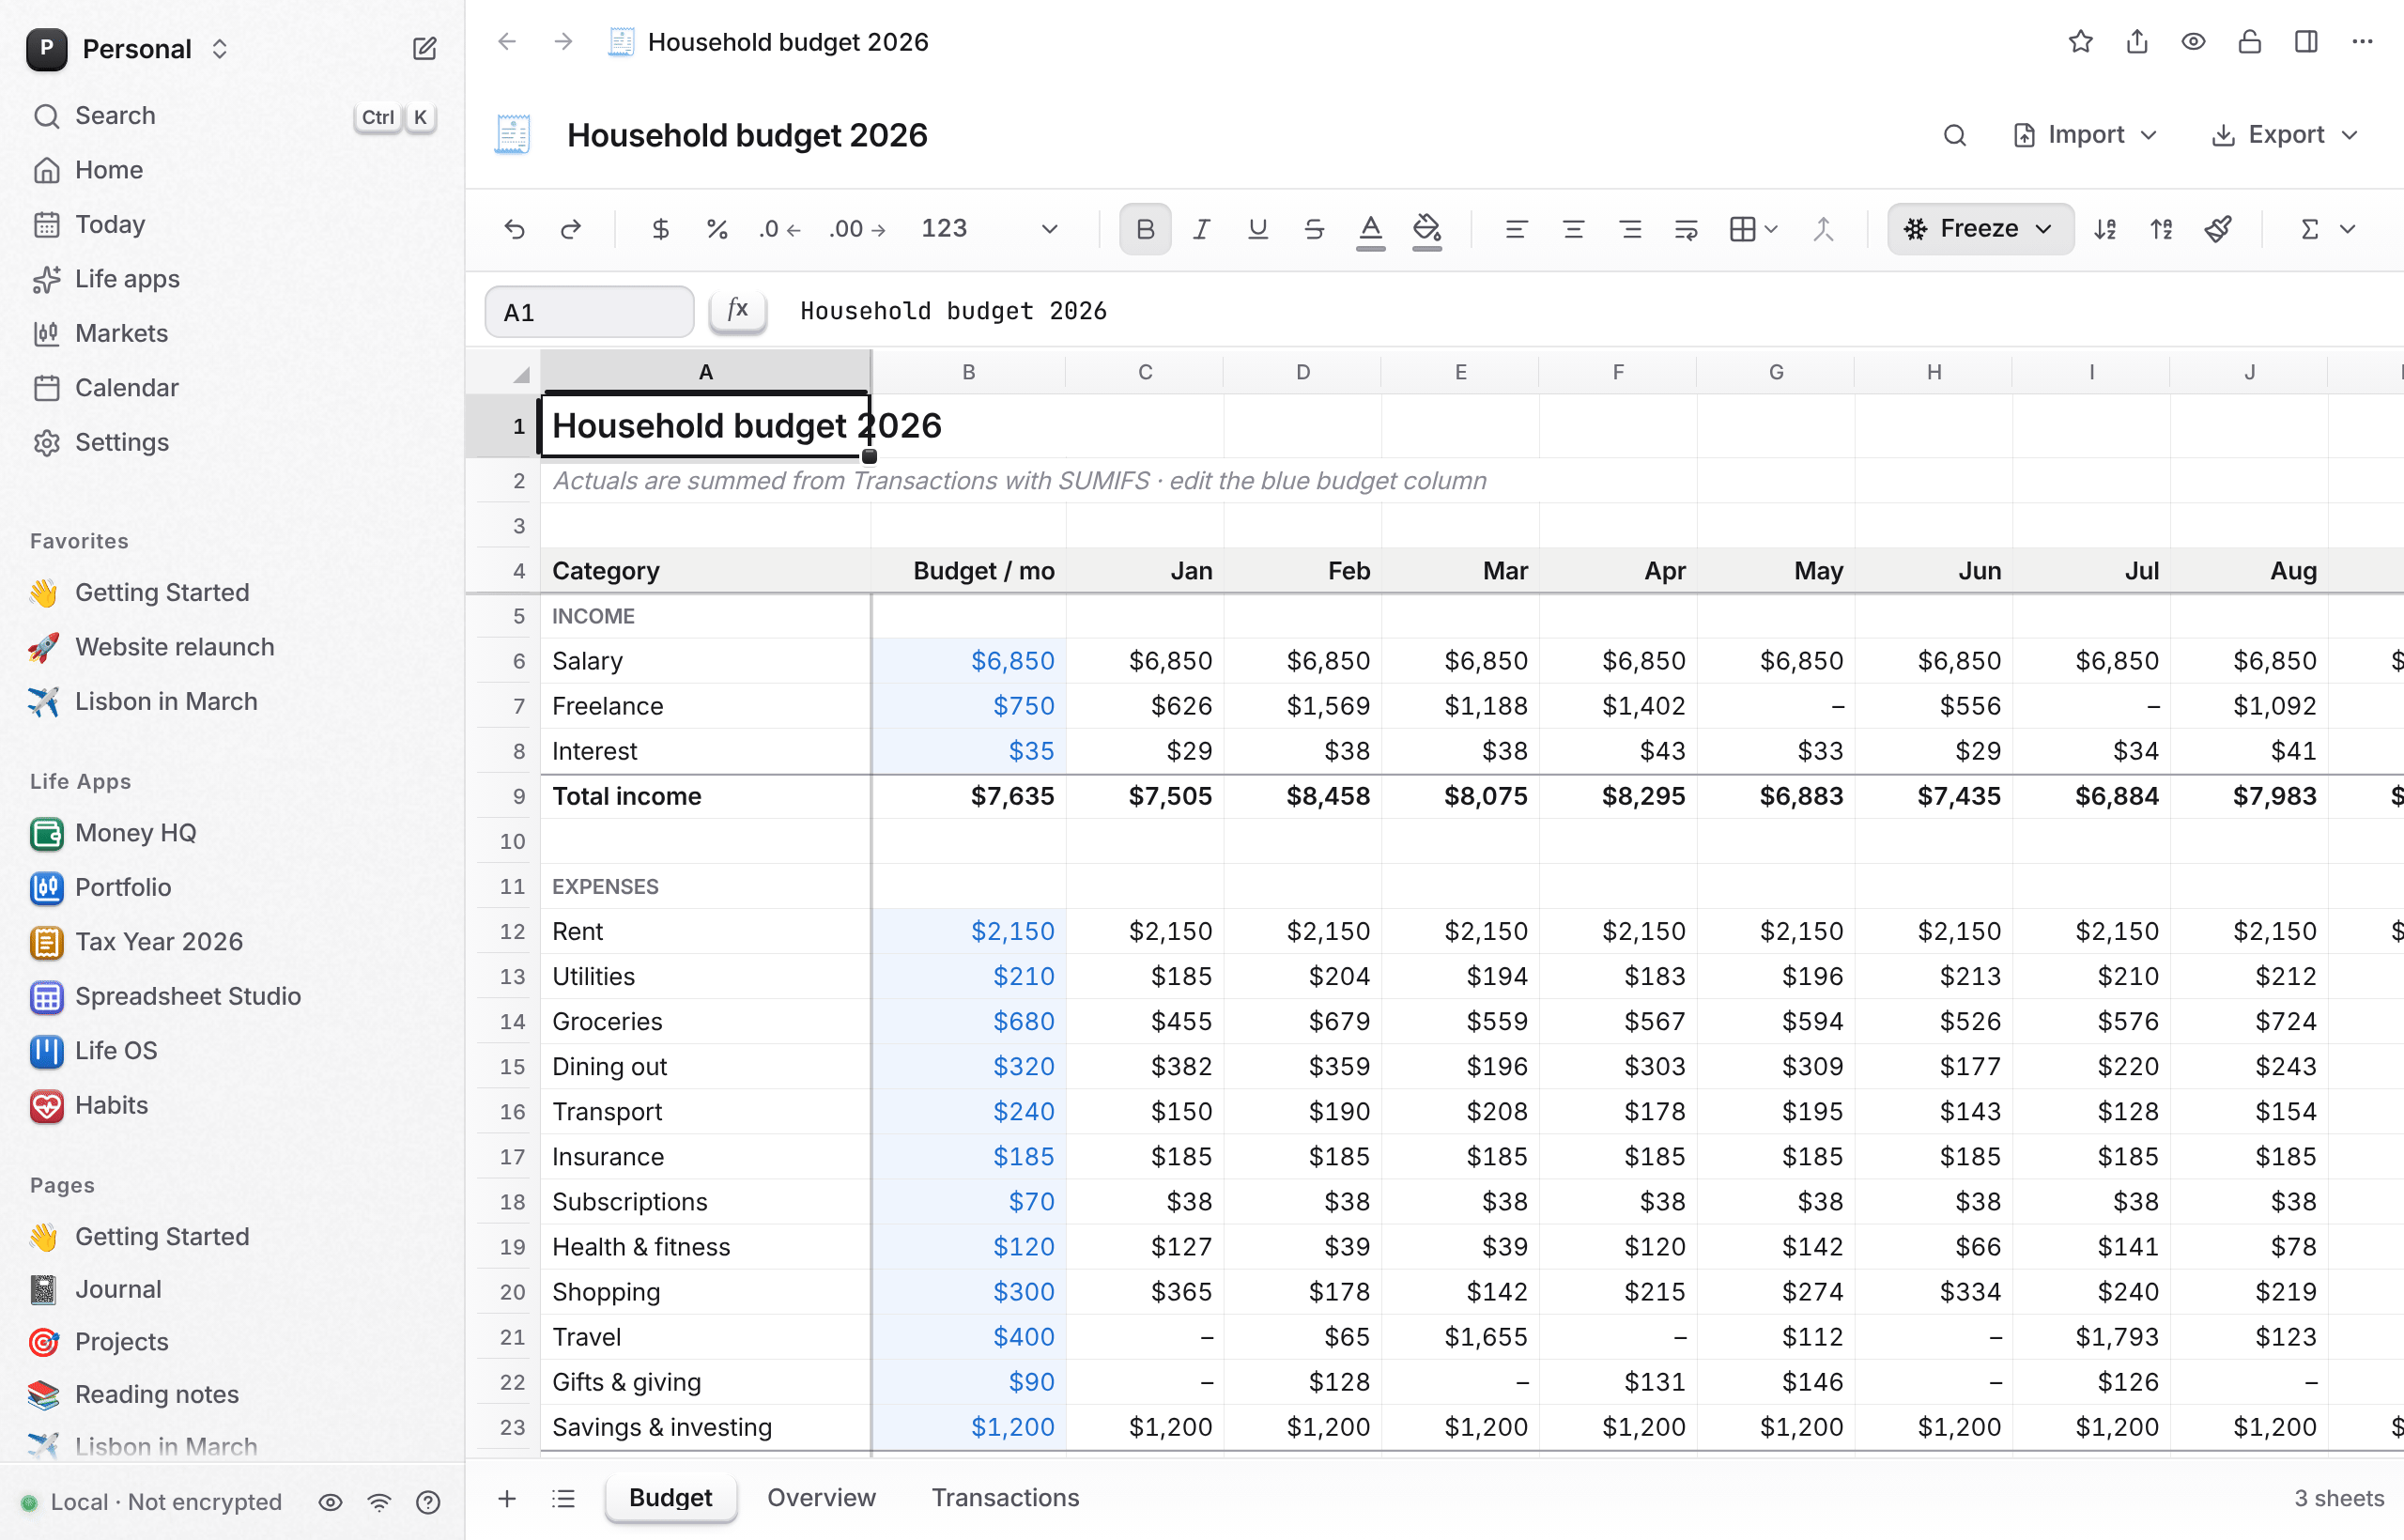 P Personal
Search Ctrl K
Home
Today
Life apps
Markets
Calendar
Settings
Favorites
Getting Started
Website relaunch
Lisbon in March
Life Apps
Money HQ
Portfolio
Tax Year 2026
Spreadsheet Studio
Life OS
Habits
Pages
Getting Started
Journal
Projects
Reading notes
Lisbon in March
Local · Not encrypted
Household budget 2026
Household budget 2026
Import Export
$ % .0 .00 123 B I U S A Freeze Σ
A1 fx Household budget 2026
A B C D E F G H I J
1 Household budget 2026
2 Actuals are summed from Transactions with SUMIFS · edit the blue budget column
3
4 Category Budget / mo Jan Feb Mar Apr May Jun Jul Aug
5 INCOME
6 Salary $6,850 $6,850 $6,850 $6,850 $6,850 $6,850 $6,850 $6,850 $6,850
7 Freelance $750 $626 $1,569 $1,188 $1,402 – $556 – $1,092
8 Interest $35 $29 $38 $38 $43 $33 $29 $34 $41
9 Total income $7,635 $7,505 $8,458 $8,075 $8,295 $6,883 $7,435 $6,884 $7,983
10
11 EXPENSES
12 Rent $2,150 $2,150 $2,150 $2,150 $2,150 $2,150 $2,150 $2,150 $2,150
13 Utilities $210 $185 $204 $194 $183 $196 $213 $210 $212
14 Groceries $680 $455 $679 $559 $567 $594 $526 $576 $724
15 Dining out $320 $382 $359 $196 $303 $309 $177 $220 $243
16 Transport $240 $150 $190 $208 $178 $195 $143 $128 $154
17 Insurance $185 $185 $185 $185 $185 $185 $185 $185 $185
18 Subscriptions $70 $38 $38 $38 $38 $38 $38 $38 $38
19 Health & fitness $120 $127 $39 $39 $120 $142 $66 $141 $78
20 Shopping $300 $365 $178 $142 $215 $274 $334 $240 $219
21 Travel $400 – $65 $1,655 – $112 – $1,793 $123
22 Gifts & giving $90 – $128 – $131 $146 – $126 –
23 Savings & investing $1,200 $1,200 $1,200 $1,200 $1,200 $1,200 $1,200 $1,200 $1,200
Budget Overview Transactions 3 sheets